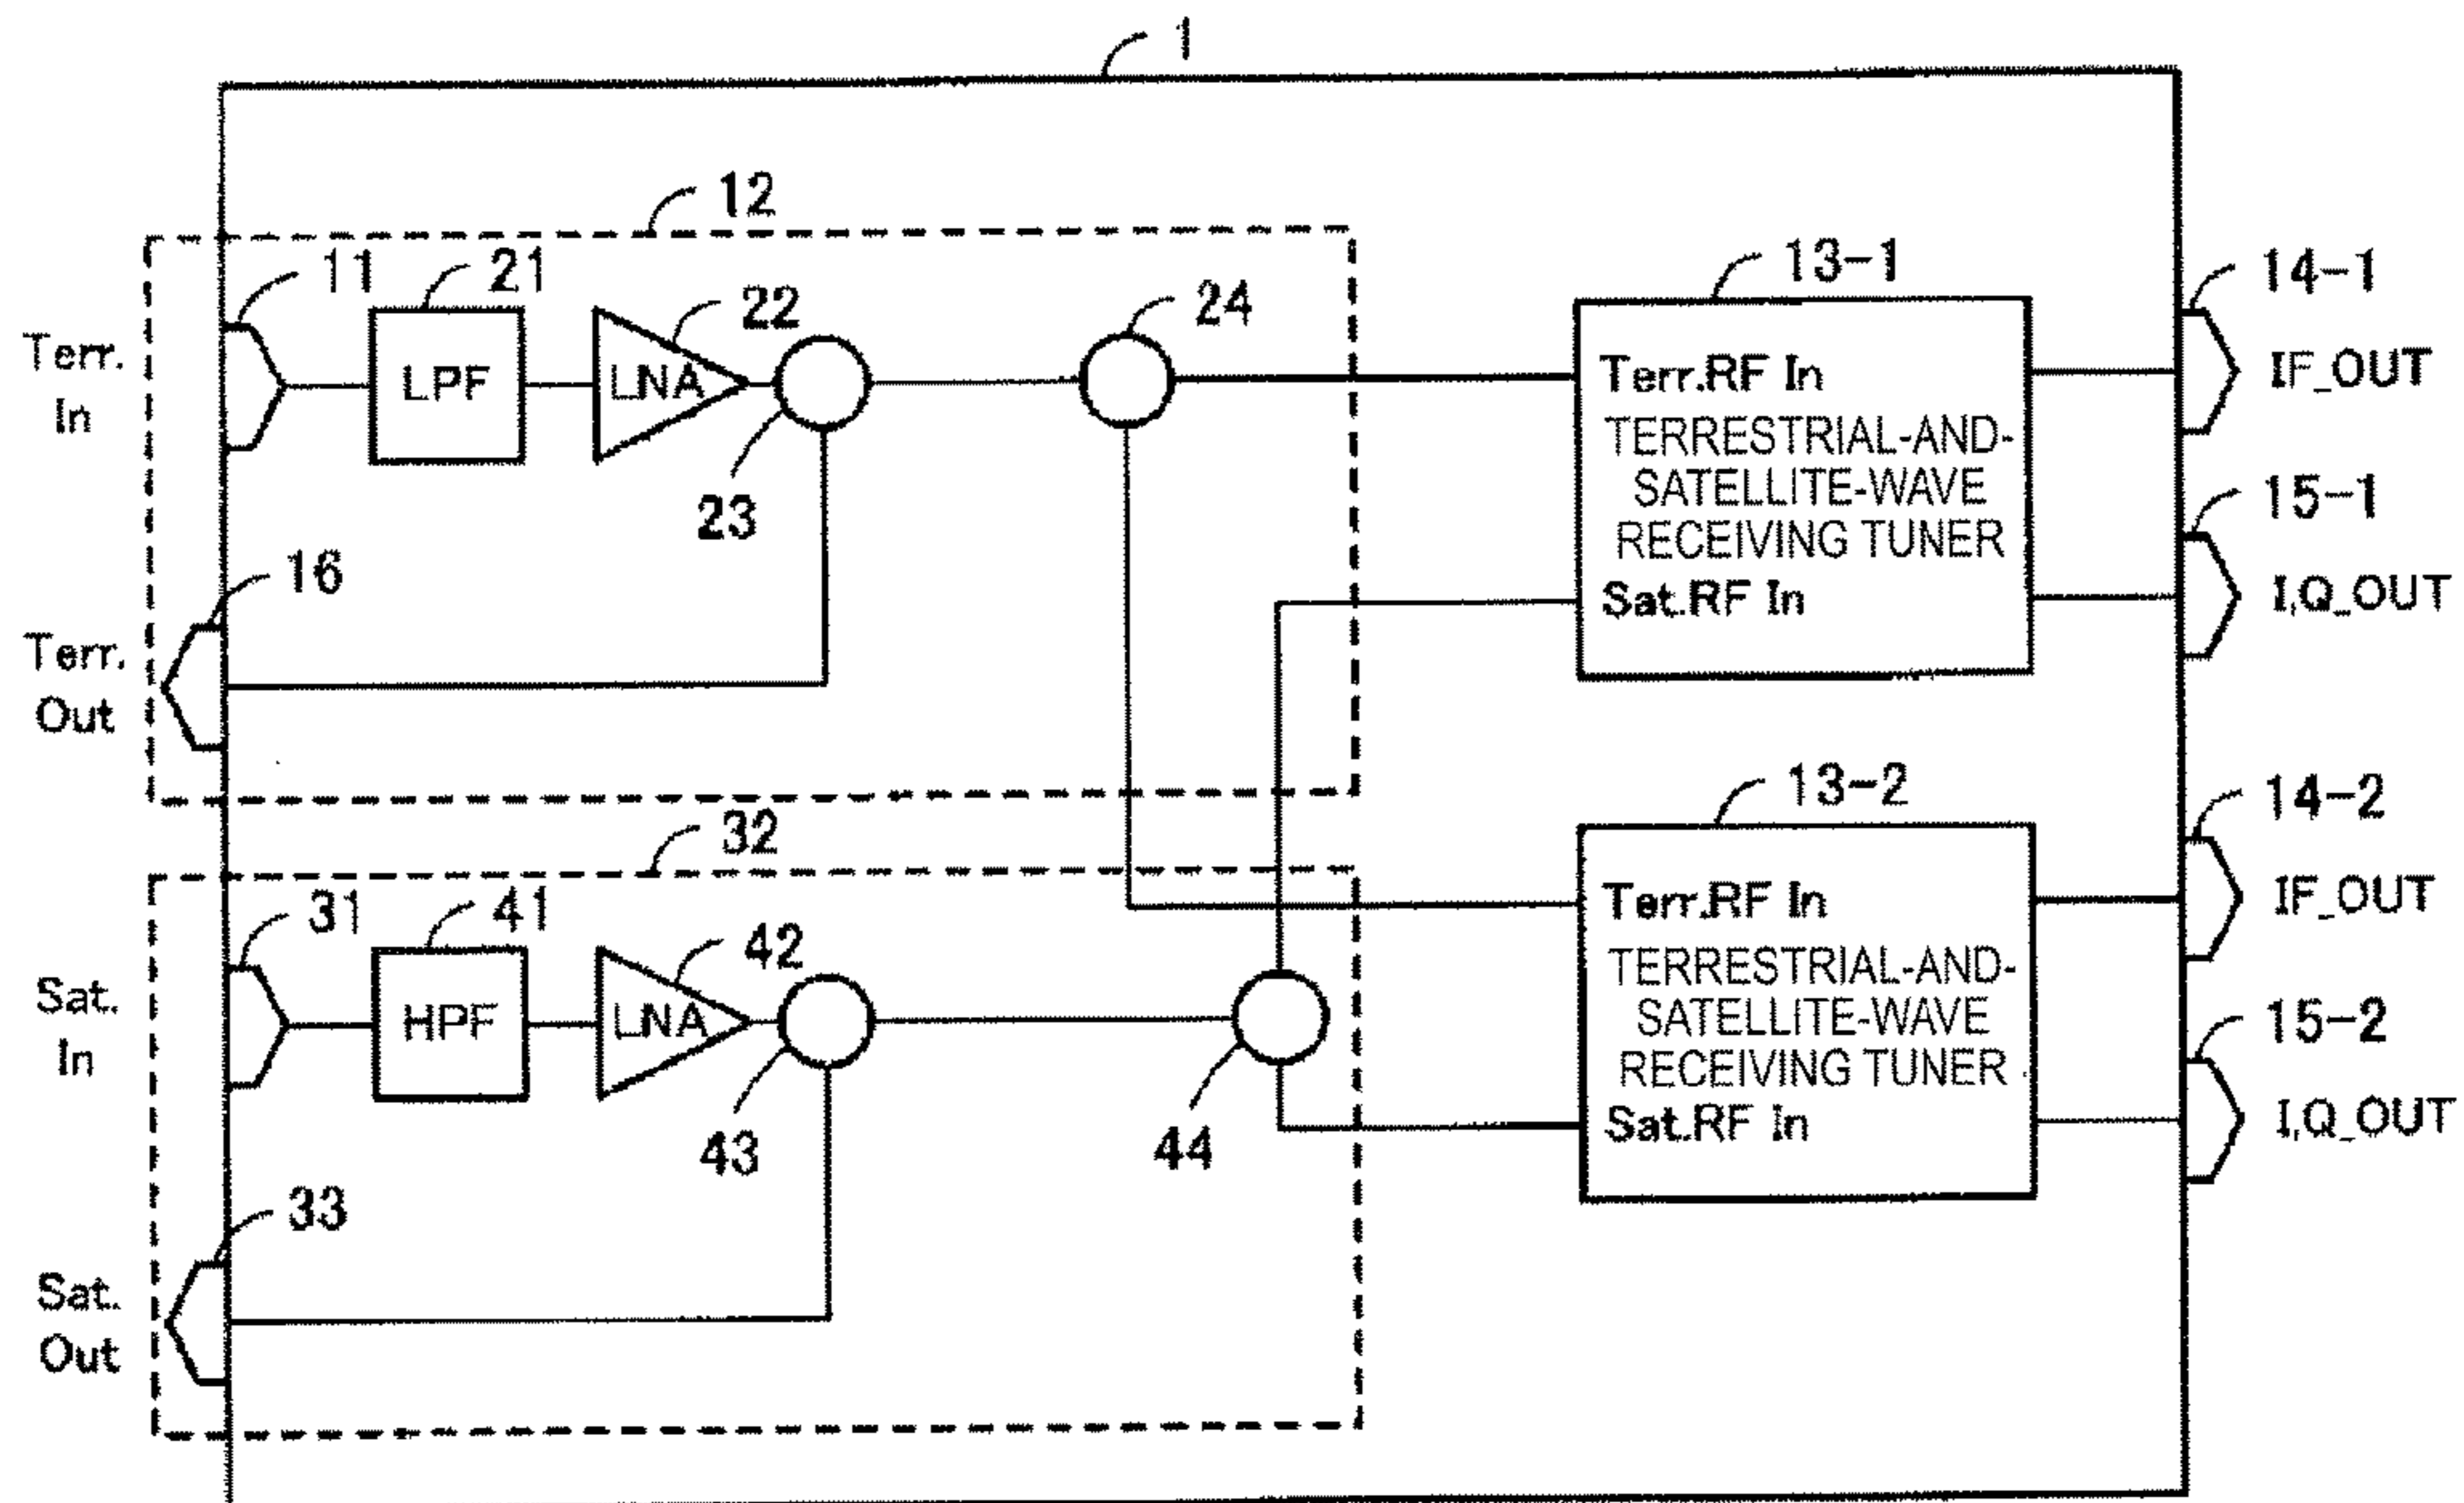 1
12
11
21
22
24
13-1
14-1
Terr.
In
LPF
LNA
Terr.RF In
IF_OUT
TERRESTRIAL-AND-
SATELLITE-WAVE
RECEIVING TUNER
23
15-1
16
Sat.RF In
I,Q_OUT
Terr.
Out
32
13-2
14-2
31
41
42
Terr.RF In
IF_OUT
TERRESTRIAL-AND-
SATELLITE-WAVE
RECEIVING TUNER
Sat.
In
HPF
LNA
15-2
43
44
Sat.RF In
I,Q_OUT
33
Sat.
Out